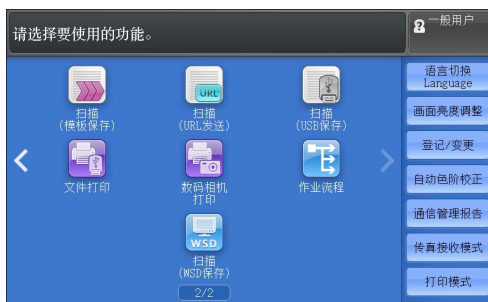 请选择要使用的功能。
一般用户
URL
扫描
(模板保存)
扫描
(URL发送)
扫描
(USB保存)
文件打印
数码相机
打印
作业流程
WSD
扫描
(WSD保存)
2/2
语言切换
Language
画面亮度调整
登记/变更
自动色阶校正
通信管理报告
传真接收模式
打印模式